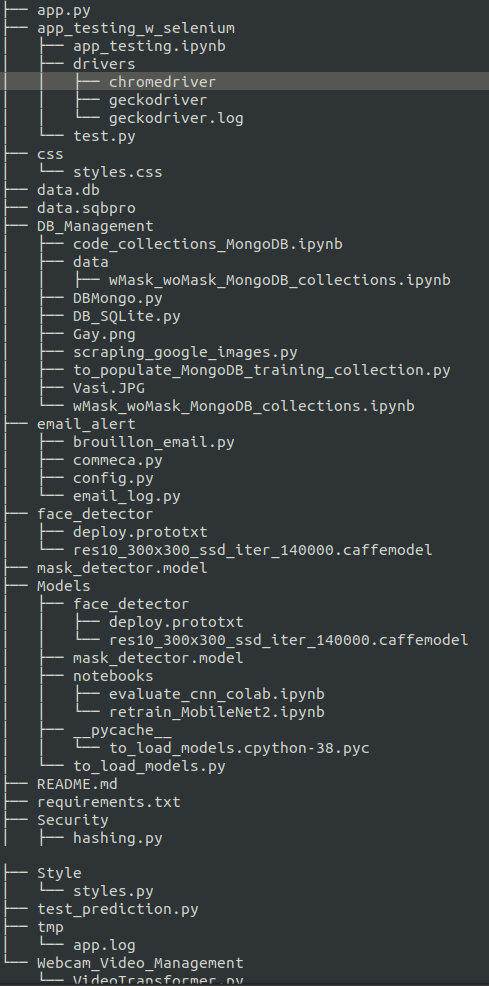 ├── app.py
├── app_testing_w_selenium
│   ├── app_testing.ipynb
│   ├── drivers
│   │   ├── chromedriver
│   │   ├── geckodriver
│   │   └── geckodriver.log
│   └── test.py
├── css
│   └── styles.css
├── data.db
├── data.sqbpro
├── DB_Management
│   ├── code_collections_MongoDB.ipynb
│   ├── data
│   │   ├── wMask_woMask_MongoDB_collections.ipynb
│   ├── DBMongo.py
│   ├── DB_SQLite.py
│   ├── Gay.png
│   ├── scraping_google_images.py
│   ├── to_populate_MongoDB_training_collection.py
│   ├── Vasi.JPG
│   └── wMask_woMask_MongoDB_collections.ipynb
├── email_alert
│   ├── brouillon_email.py
│   ├── commeca.py
│   ├── config.py
│   └── email_log.py
├── face_detector
│   ├── deploy.prototxt
│   └── res10_300x300_ssd_iter_140000.caffemodel
├── mask_detector.model
├── Models
│   ├── face_detector
│   │   ├── deploy.prototxt
│   │   └── res10_300x300_ssd_iter_140000.caffemodel
│   ├── mask_detector.model
│   ├── notebooks
│   │   ├── evaluate_cnn_colab.ipynb
│   │   └── retrain_MobileNet2.ipynb
│   ├── __pycache__
│   │   └── to_load_models.cpython-38.pyc
│   └── to_load_models.py
├── README.md
├── requirements.txt
├── Security
│   ├── hashing.py
├── Style
│   └── styles.py
├── test_prediction.py
├── tmp
│   └── app.log
└── Webcam_Video_Management
    └── VideoTransformer.py